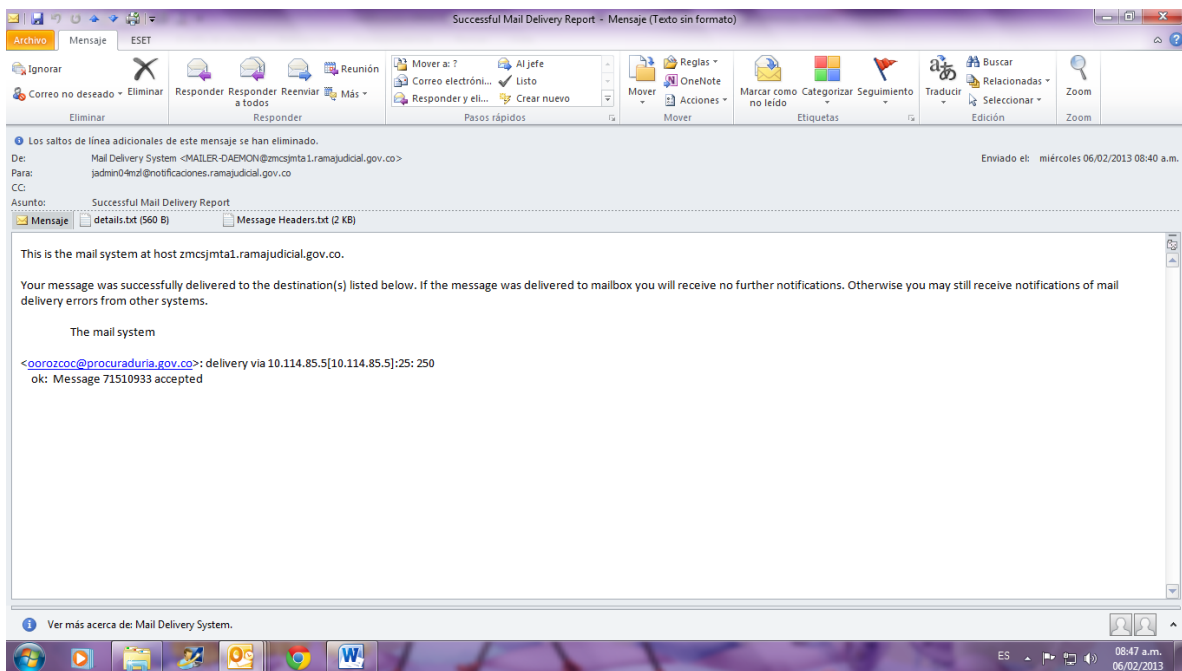 Successful Mail Delivery Report - Mensaje (Texto sin formato)
Archivo Mensaje ESET
Ignorar
Correo no deseado
Eliminar
Eliminar
Responder
Responder a todos
Reenviar
Reunión
Más
Responder
Mover a: ?
Correo electróni...
Responder y eli...
Al jefe
Listo
Crear nuevo
Pasos rápidos
Mover
Reglas
OneNote
Acciones
Mover
Marcar como no leído
Categorizar
Seguimiento
Etiquetas
Traducir
Buscar
Relacionadas
Seleccionar
Edición
Zoom
Zoom
Los saltos de línea adicionales de este mensaje se han eliminado.
De: Mail Delivery System <MAILER-DAEMON@zmcsjmta1.ramajudicial.gov.co> Enviado el: miércoles 06/02/2013 08:40 a.m.
Para: jadmin04mzl@notificaciones.ramajudicial.gov.co
CC:
Asunto: Successful Mail Delivery Report
Mensaje details.txt (560 B) Message Headers.txt (2 KB)
This is the mail system at host zmcsjmta1.ramajudicial.gov.co.
Your message was successfully delivered to the destination(s) listed below. If the message was delivered to mailbox you will receive no further notifications. Otherwise you may still receive notifications of mail
delivery errors from other systems.
The mail system
<oorozcoc@procuraduria.gov.co>: delivery via 10.114.85.5[10.114.85.5]:25: 250
ok: Message 71510933 accepted
Ver más acerca de: Mail Delivery System.
ES
08:47 a.m.
06/02/2013